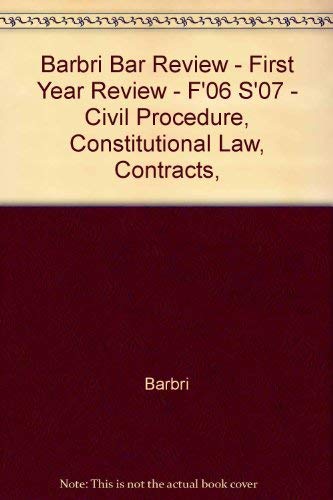 Barbri Bar Review - First
Year Review - F'06 S'07 -
Civil Procedure,
Constitutional Law,
Contracts,
Barbri
Note: This is not the actual book cover